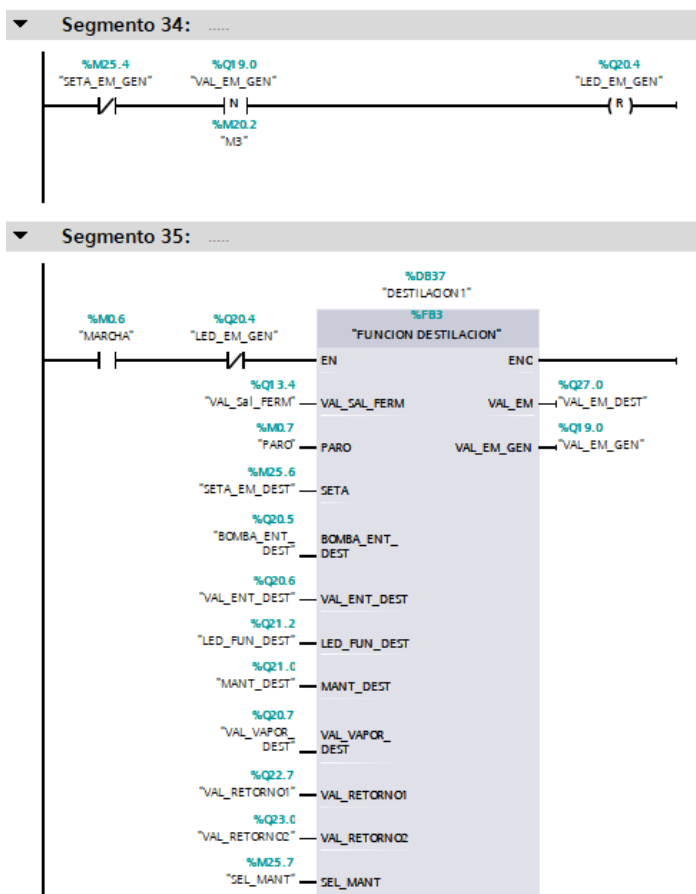 Segmento 34: .....
%M25.4 %Q19.0 %Q20.4
"SETA_EM_GEN" "VAL_EM_GEN" "LED_EM_GEN"
N R
%M20.2
"M3"
Segmento 35: .....
%DB37
"DESTILACION1"
%M0.6 %Q20.4 %FB3
"MARCHA" "LED_EM_GEN" "FUNCION DESTILACION"
EN ENO
%Q13.4 %Q27.0
"VAL_Sal_FERM" VAL_SAL_FERM VAL_EM "VAL_EM_DEST"
%M0.7 %Q19.0
"PARO" PARO VAL_EM_GEN "VAL_EM_GEN"
%M25.6
"SETA_EM_DEST" SETA
%Q20.5
"BOMBA_ENT_ BOMBA_ENT_
DEST" DEST
%Q20.6
"VAL_ENT_DEST" VAL_ENT_DEST
%Q21.2
"LED_FUN_DEST" LED_FUN_DEST
%Q21.0
"MANT_DEST" MANT_DEST
%Q20.7
"VAL_VAPOR_ VAL_VAPOR_
DEST" DEST
%Q22.7
"VAL_RETORNO1" VAL_RETORNO1
%Q23.0
"VAL_RETORNO2" VAL_RETORNO2
%M25.7
"SEL_MANT" SEL_MANT